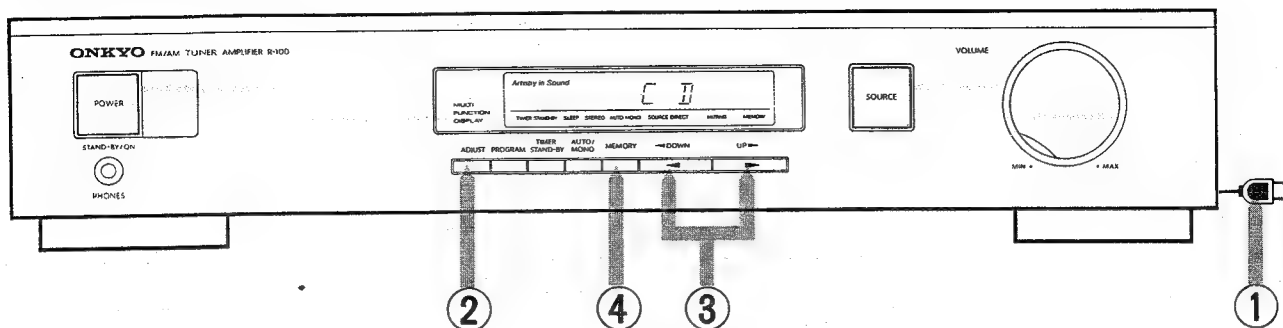 ONKYO FM/AM TUNER AMPLIFIER R-100
VOLUME
POWER
STAND-BY/ON
PHONES
MULTI
FUNCTION
DISPLAY
Artistry in Sound
CD
TIMER STAND-BY SLEEP STEREO AUTO MONO SOURCE DIRECT MUTING MEMORY
SOURCE
ADJUST PROGRAM TIMER STAND-BY AUTO/MONO MEMORY ◄DOWN UP►
◄ ►
MIN • • MAX
2 4 3 1